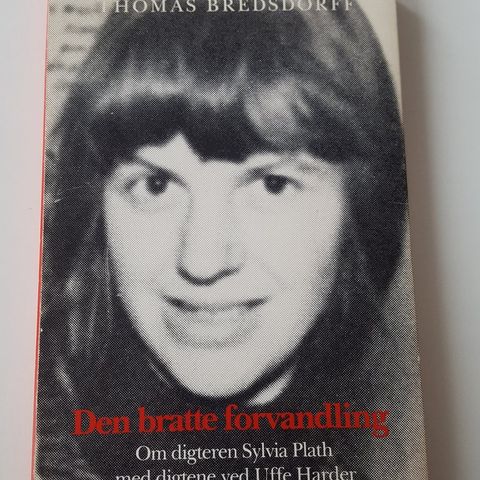 THOMAS BREDSDORFF
Den bratte forvandling
Om digteren Sylvia Plath
med digtene ved Uffe Harder